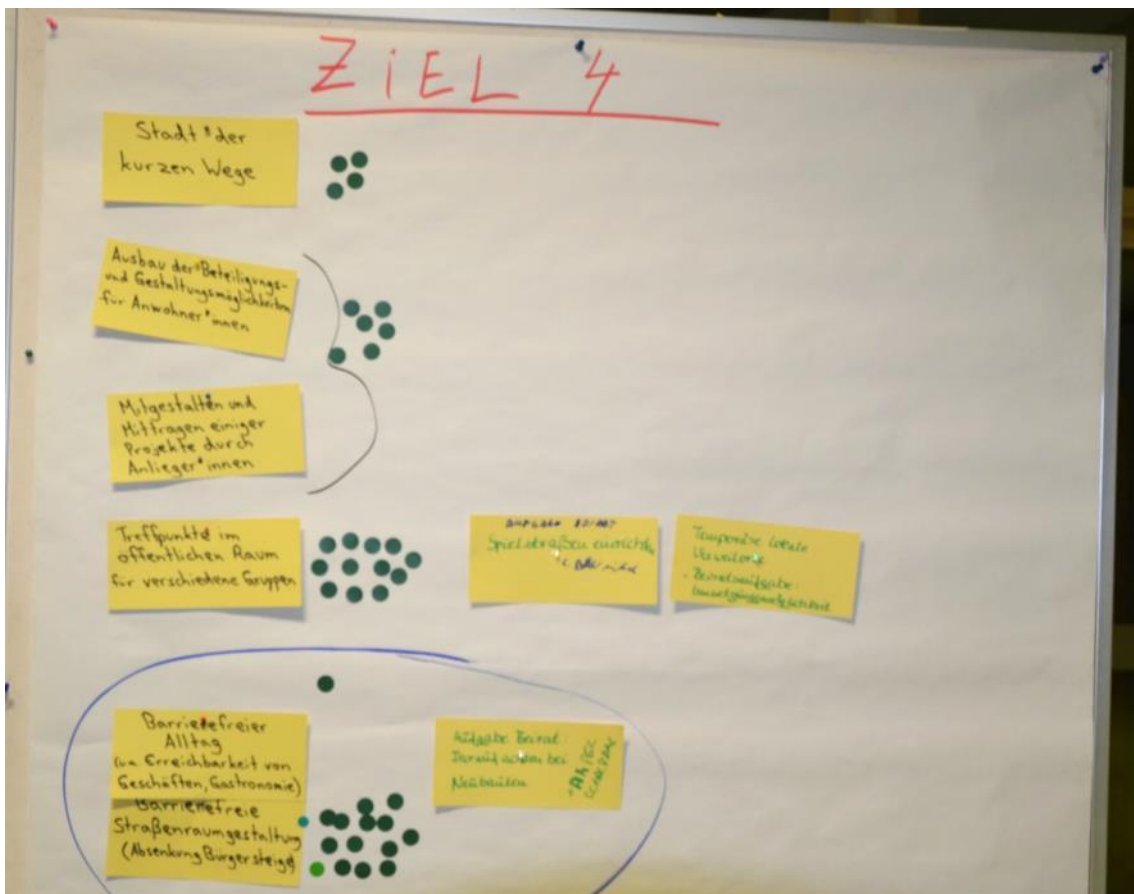 ZIEL 4
Stadt der
kurzen Wege
Ausbau der Beteiligungs-
und Gestaltungsmöglichkeiten
für Anwohner*innen
Mitgestalten und
Mittragen einiger
Projekte durch
Anlieger*innen
Treffpunkte im
öffentlichen Raum
für verschiedene Gruppen
Spielstraßen
Temporäre lokale
Barrierefreier
Alltag
Erreichbarkeit von
Geschäften, Gastronomie)
Aufgabe Beirat:
Darauf achten bei
Neubauten
Barrierefreie
Straßenraumgestaltung
(Absenkung Bürgersteige)